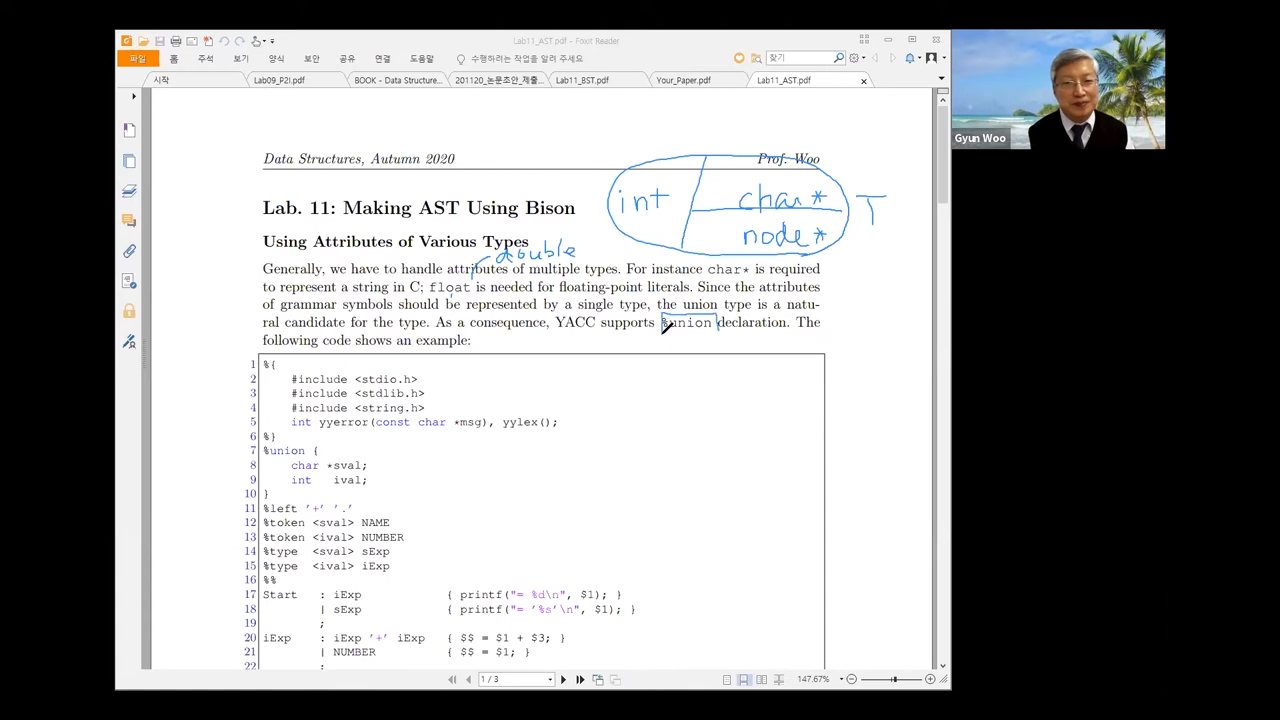 Lab11_AST.pdf - Foxit Reader
파일 홈 주석 보기 양식 보안 공유 연결 도움말 수행하려는 작업을 알려 주세요 찾기
시작 Lab09_P2I.pdf BOOK - Data Structure... 201120_논문초안_제출... Lab11_BST.pdf Your_Paper.pdf Lab11_AST.pdf
Gyun Woo
Data Structures, Autumn 2020 Prof. Woo
int char* T
node*
Lab. 11: Making AST Using Bison
Using Attributes of Various Types
double
Generally, we have to handle attributes of multiple types. For instance char* is required
to represent a string in C; float is needed for floating-point literals. Since the attributes
of grammar symbols should be represented by a single type, the union type is a natu-
ral candidate for the type. As a consequence, YACC supports %union declaration. The
following code shows an example:
1 %{
2 #include <stdio.h>
3 #include <stdlib.h>
4 #include <string.h>
5 int yyerror(const char *msg), yylex();
6 %}
7 %union {
8 char *sval;
9 int ival;
10 }
11 %left '+' '.'
12 %token <sval> NAME
13 %token <ival> NUMBER
14 %type <sval> sExp
15 %type <ival> iExp
16 %%
17 Start : iExp { printf("= %d\n", $1); }
18 | sExp { printf("= '%s'\n", $1); }
19 ;
20 iExp : iExp '+' iExp { $$ = $1 + $3; }
21 | NUMBER { $$ = $1; }
22 ;
1 / 3 147.67%